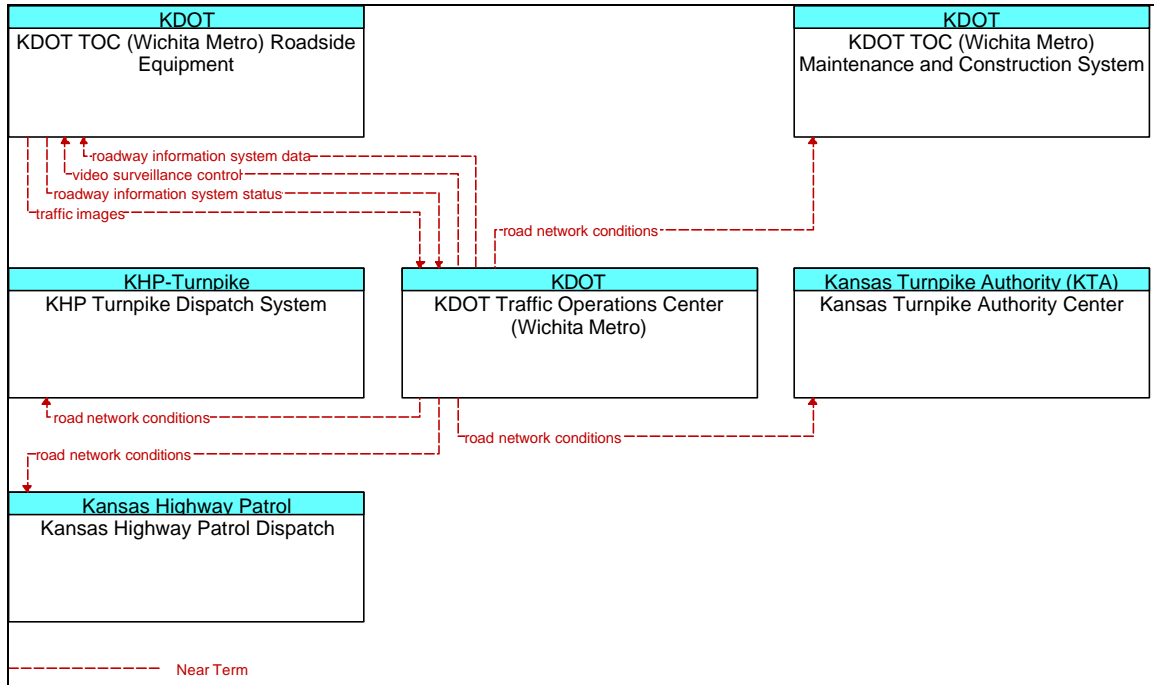 KDOT
KDOT TOC (Wichita Metro) Roadside
Equipment
KDOT
KDOT TOC (Wichita Metro)
Maintenance and Construction System
roadway information system data
video surveillance control
roadway information system status
traffic images
road network conditions
KHP-Turnpike
KHP Turnpike Dispatch System
KDOT
KDOT Traffic Operations Center
(Wichita Metro)
Kansas Turnpike Authority (KTA)
Kansas Turnpike Authority Center
road network conditions
road network conditions
road network conditions
Kansas Highway Patrol
Kansas Highway Patrol Dispatch
Near Term